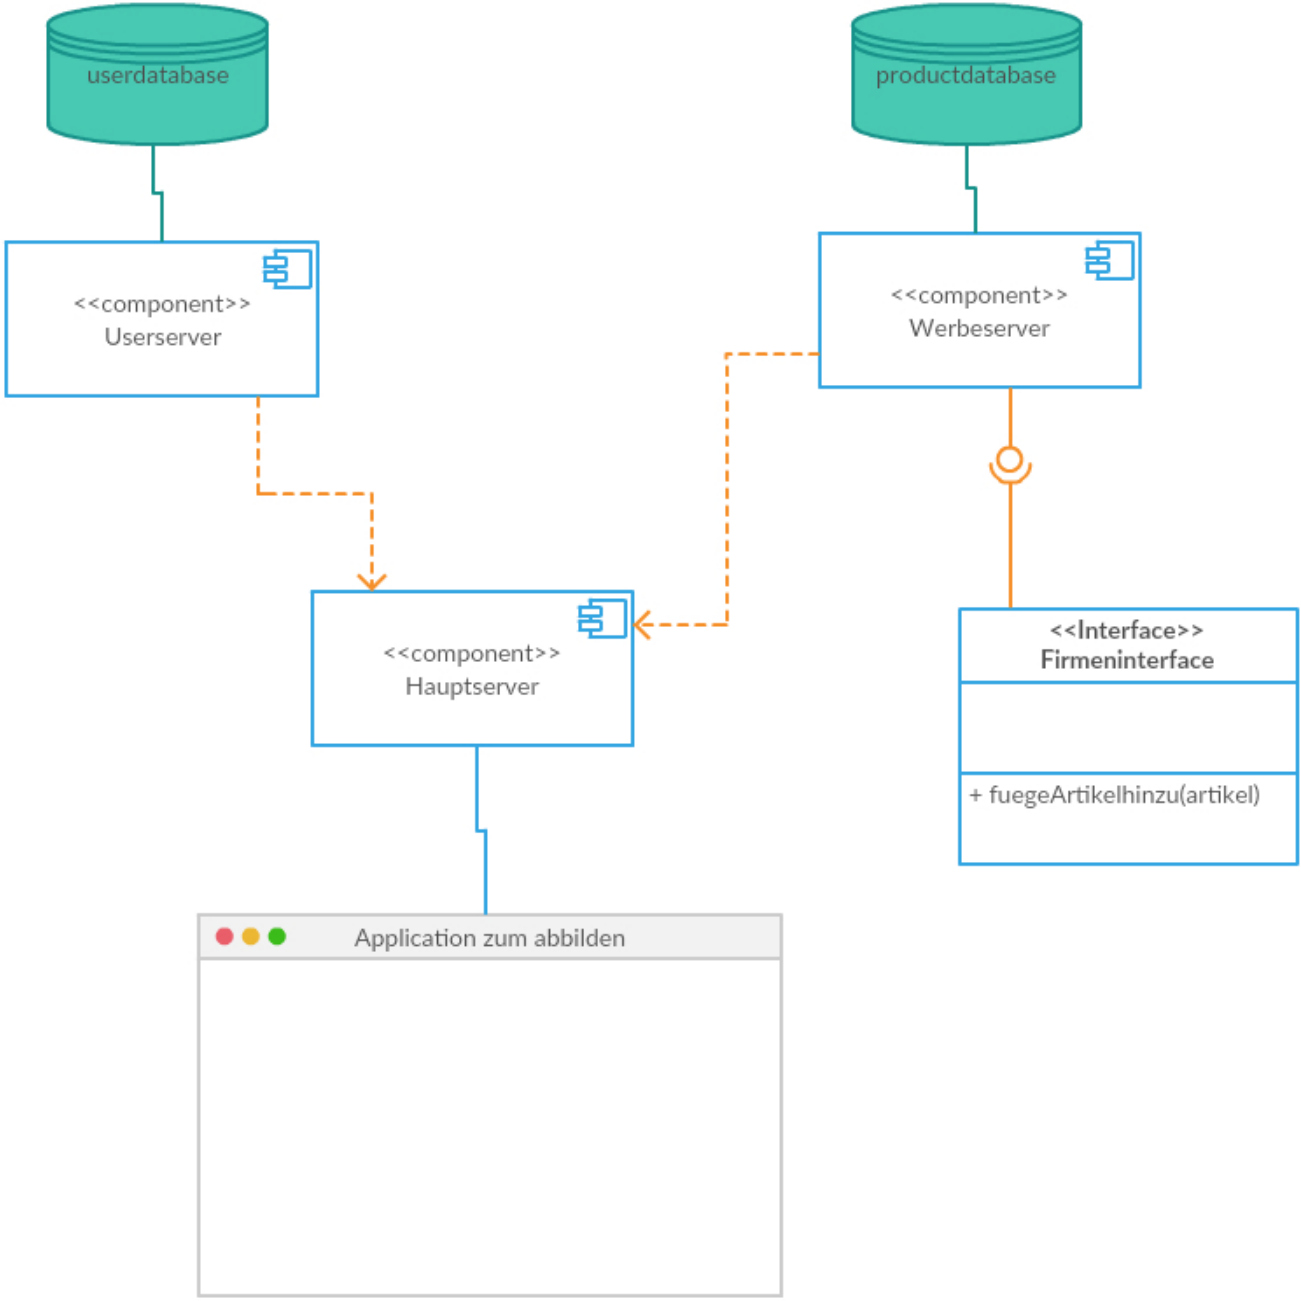 userdatabase
productdatabase
<<component>>
Userserver
<<component>>
Werbeserver
<<component>>
Hauptserver
<<Interface>>
Firmeninterface
+ fuegeArtikelhinzu(artikel)
Application zum abbilden